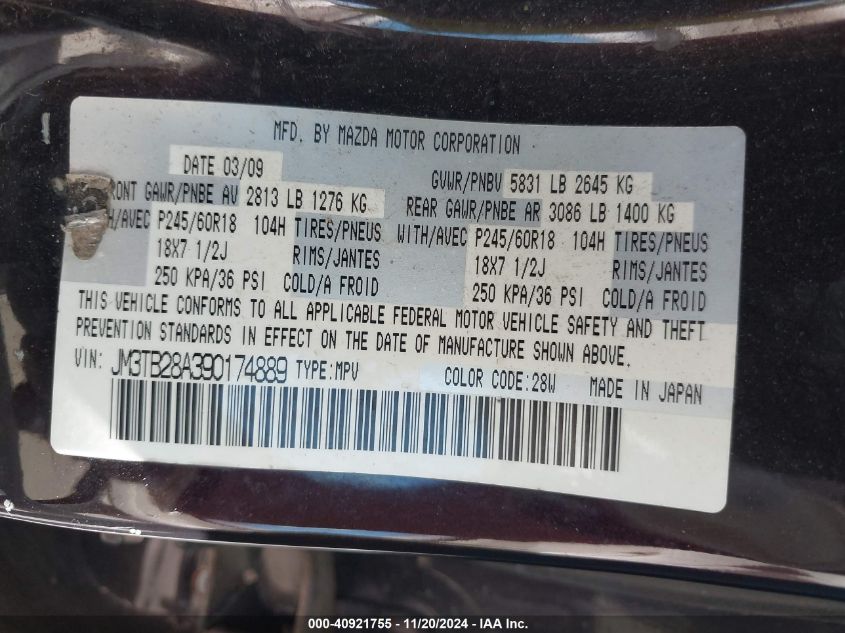 MFD. BY MAZDA MOTOR CORPORATION
DATE 03/09 GVWR/PNBV 5831 LB 2645 KG
RONT GAWR/PNBE AV 2813 LB 1276 KG REAR GAWR/PNBE AR 3086 LB 1400 KG
H/AVEC P245/60R18 104H TIRES/PNEUS WITH/AVEC P245/60R18 104H TIRES/PNEUS
18X7 1/2J RIMS/JANTES 18X7 1/2J RIMS/JANTES
250 KPA/36 PSI COLD/A FROID 250 KPA/36 PSI COLD/A FROID
THIS VEHICLE CONFORMS TO ALL APPLICABLE FEDERAL MOTOR VEHICLE SAFETY AND THEFT
PREVENTION STANDARDS IN EFFECT ON THE DATE OF MANUFACTURE SHOWN ABOVE.
VIN: JM3TB28A390174889 TYPE:MPV COLOR CODE:28W MADE IN JAPAN
000-40921755 - 11/20/2024 - IAA Inc.